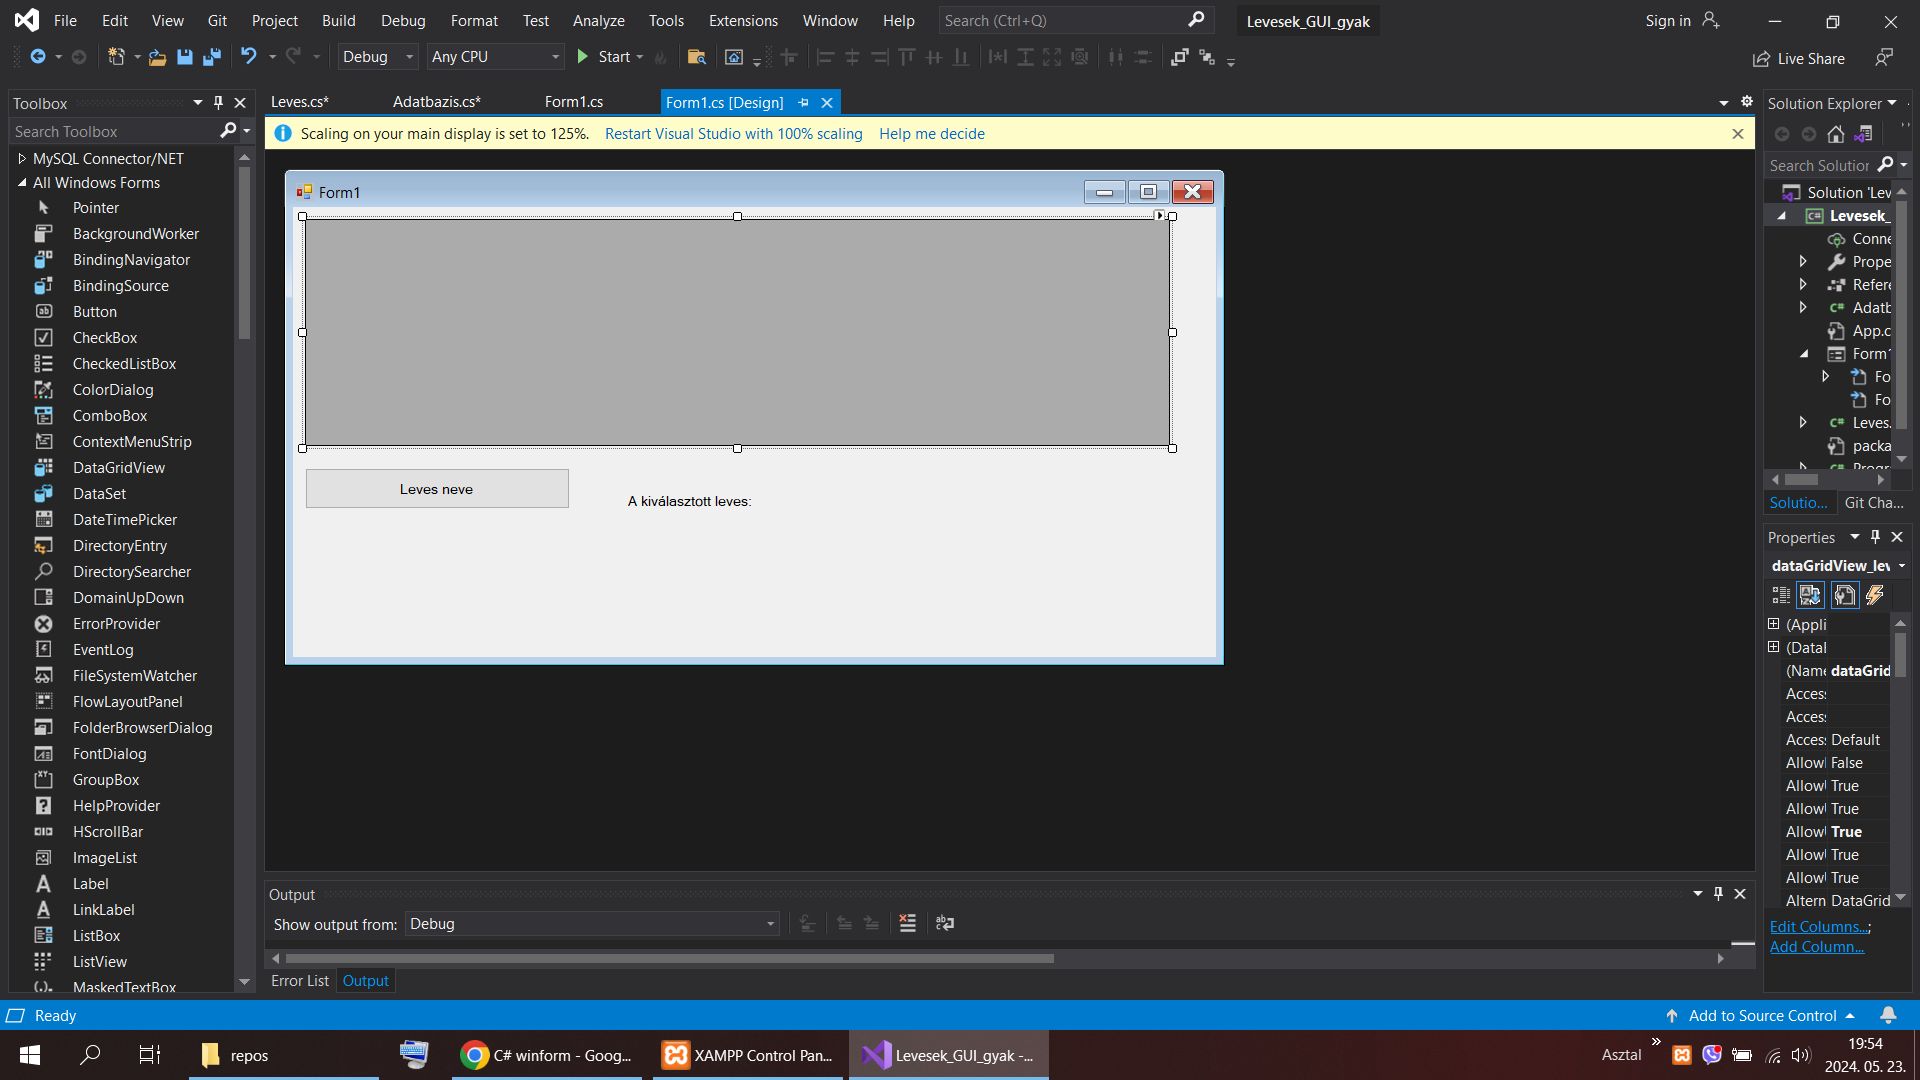 File Edit View Git Project Build Debug Format Test Analyze Tools Extensions Window Help Search (Ctrl+Q) Levesek_GUI_gyak Sign in
Debug Any CPU Start Live Share
Toolbox
Search Toolbox
MySQL Connector/NET
All Windows Forms
Pointer
BackgroundWorker
BindingNavigator
BindingSource
Button
CheckBox
CheckedListBox
ColorDialog
ComboBox
ContextMenuStrip
DataGridView
DataSet
DateTimePicker
DirectoryEntry
DirectorySearcher
DomainUpDown
ErrorProvider
EventLog
FileSystemWatcher
FlowLayoutPanel
FolderBrowserDialog
FontDialog
GroupBox
HelpProvider
HScrollBar
ImageList
Label
LinkLabel
ListBox
ListView
MaskedTextBox
Leves.cs* Adatbazis.cs* Form1.cs Form1.cs [Design]
Scaling on your main display is set to 125%. Restart Visual Studio with 100% scaling Help me decide
Form1
Leves neve
A kiválasztott leves:
Output
Show output from: Debug
Error List Output
Solution Explorer
Search Solution
Solution 'Lev
Levesek_
Conne
Prope
Refere
Adatb
App.c
Form1
Fo
Fo
Leves.
packa
Progr
Solutio... Git Cha...
Properties
dataGridView_lev
(Appli
(DataI
(Name dataGrid
Access
Access
Access Default
Allow False
Allow True
Allow True
Allow True
Allow True
Allow True
Altern DataGrid
Edit Columns...;
Add Column...
Ready Add to Source Control
repos C# winform - Goog... XAMPP Control Pan... Levesek_GUI_gyak -... Asztal
19:54
2024. 05. 23.